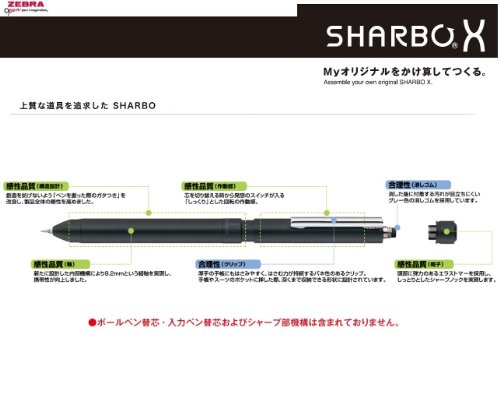 ZEBRA
SHARBO X
Myオリジナルをかけ算してつくる。
Assemble your own original SHARBO X.
上質な道具を追求した SHARBO
感性品質（構造設計）
創造を妨げないよう「ペンを振った際のガタつき」を
改良し、製品全体の極性を高めました。
感性品質（作動感）
芯を切り替える時から発想のスイッチが入る
「しっくり」とした回転の作動感。
合理性（消しゴム）
消した後に付着する汚れが目立ちにくい
グレー色の消しゴムを採用しています。
感性品質（軸）
新たに設計した内部機構により9.2mmという細軸を実現し、
携帯性が向上しました。
合理性（クリップ）
厚手の手帳にもはさみやすく、はさむ力が持続するバネ性のあるクリップ。
手帳やスーツのポケットに挿した際、深くまで収納できる形状に設計されています。
感性品質（帽子）
頭部に弾力のあるエラストマーを採用し、
しっとりとしたシャープノックを実現します。
●ボールペン替芯・入力ペン替芯およびシャープ部機構は含まれておりません。